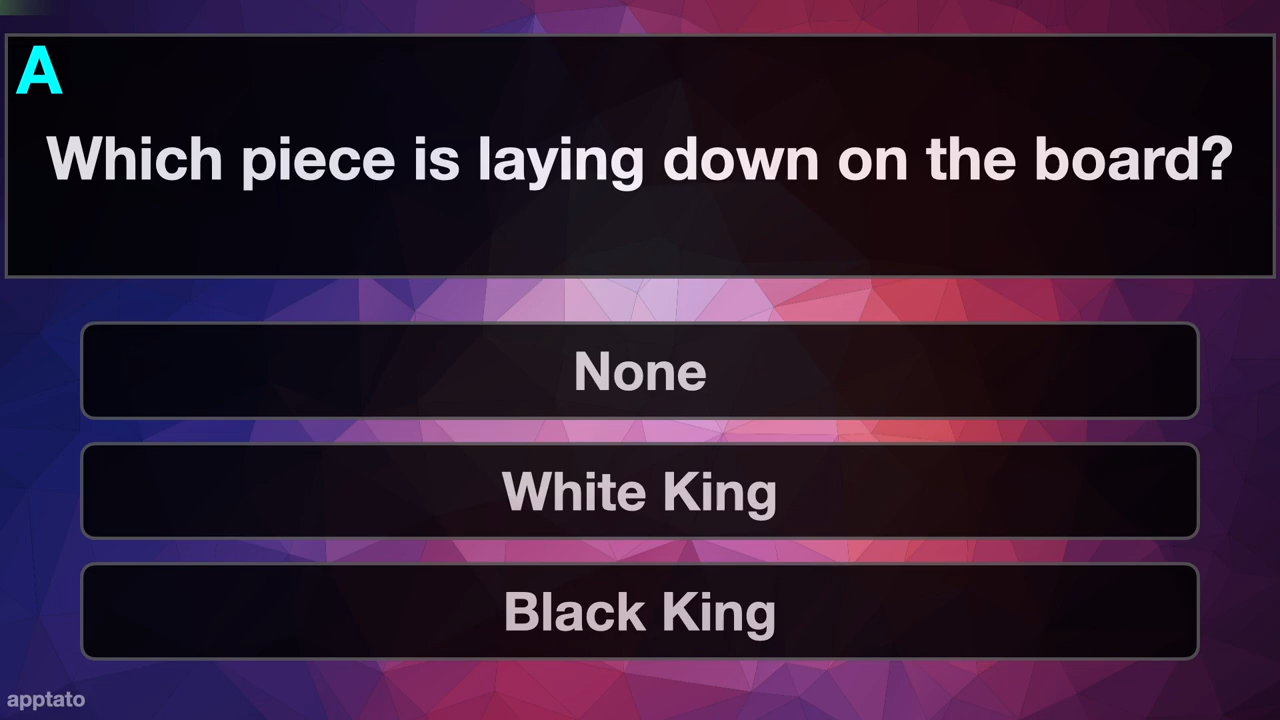 A
Which piece is laying down on the board?
None
White King
Black King
apptato